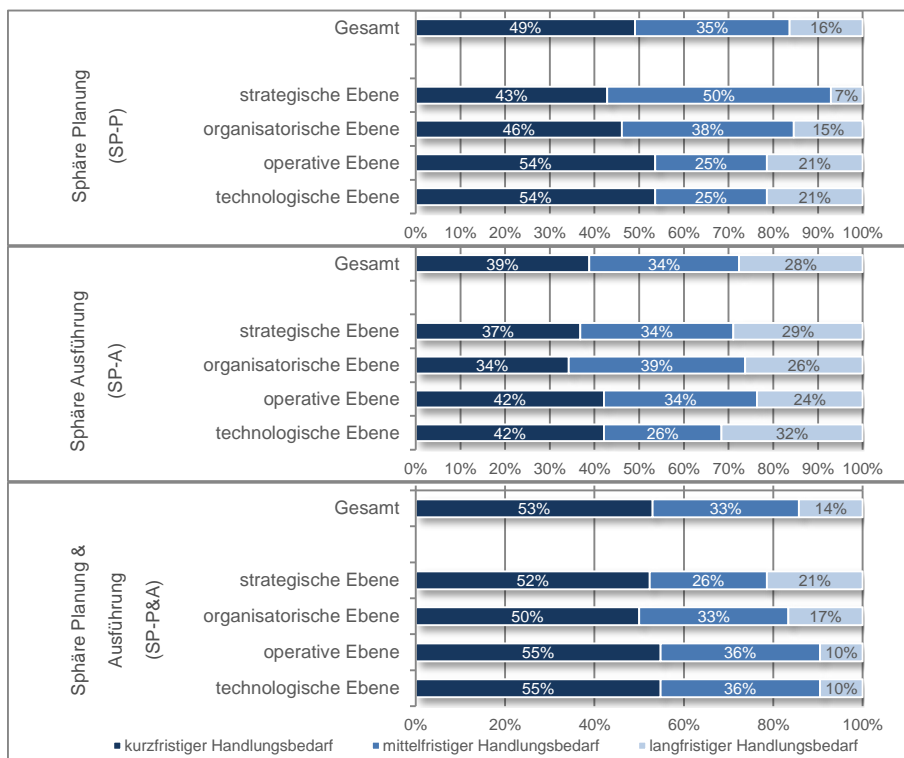 Sphäre Planung
(SP-P)
Gesamt 49% 35% 16%
strategische Ebene 43% 50% 7%
organisatorische Ebene 46% 38% 15%
operative Ebene 54% 25% 21%
technologische Ebene 54% 25% 21%
0% 10% 20% 30% 40% 50% 60% 70% 80% 90% 100%
Sphäre Ausführung
(SP-A)
Gesamt 39% 34% 28%
strategische Ebene 37% 34% 29%
organisatorische Ebene 34% 39% 26%
operative Ebene 42% 34% 24%
technologische Ebene 42% 26% 32%
0% 10% 20% 30% 40% 50% 60% 70% 80% 90% 100%
Sphäre Planung &
Ausführung
(SP-P&A)
Gesamt 53% 33% 14%
strategische Ebene 52% 26% 21%
organisatorische Ebene 50% 33% 17%
operative Ebene 55% 36% 10%
technologische Ebene 55% 36% 10%
0% 10% 20% 30% 40% 50% 60% 70% 80% 90% 100%
kurzfristiger Handlungsbedarf mittelfristiger Handlungsbedarf langfristiger Handlungsbedarf